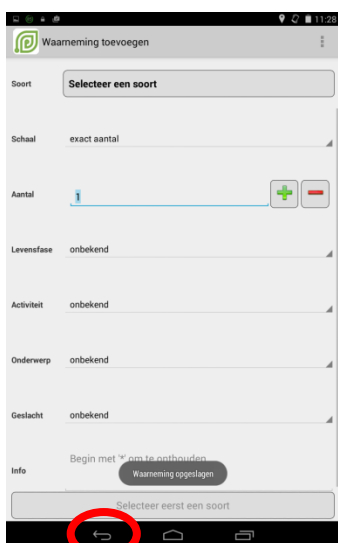 11:28
Waarneming toevoegen
Soort Selecteer een soort
Schaal exact aantal
Aantal 1
Levensfase onbekend
Activiteit onbekend
Onderwerp onbekend
Geslacht onbekend
Begin met '*' om te onthouden
Info
Waarneming opgeslagen
Selecteer eerst een soort